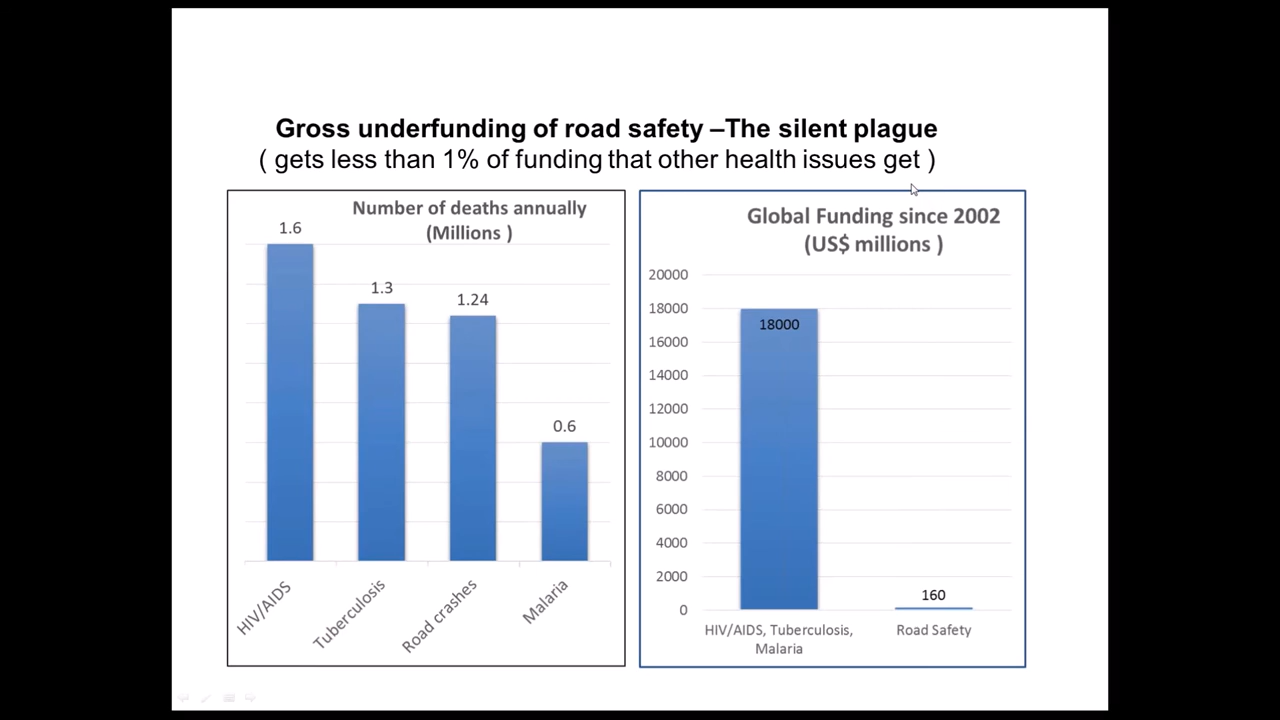 Gross underfunding of road safety –The silent plague
( gets less than 1% of funding that other health issues get )
Number of deaths annually
(Millions )
1.6
1.3
1.24
0.6
HIV/AIDS
Tuberculosis
Road crashes
Malaria
Global Funding since 2002
(US$ millions )
20000
18000
16000
14000
12000
10000
8000
6000
4000
2000
0
18000
160
HIV/AIDS, Tuberculosis,
Malaria
Road Safety